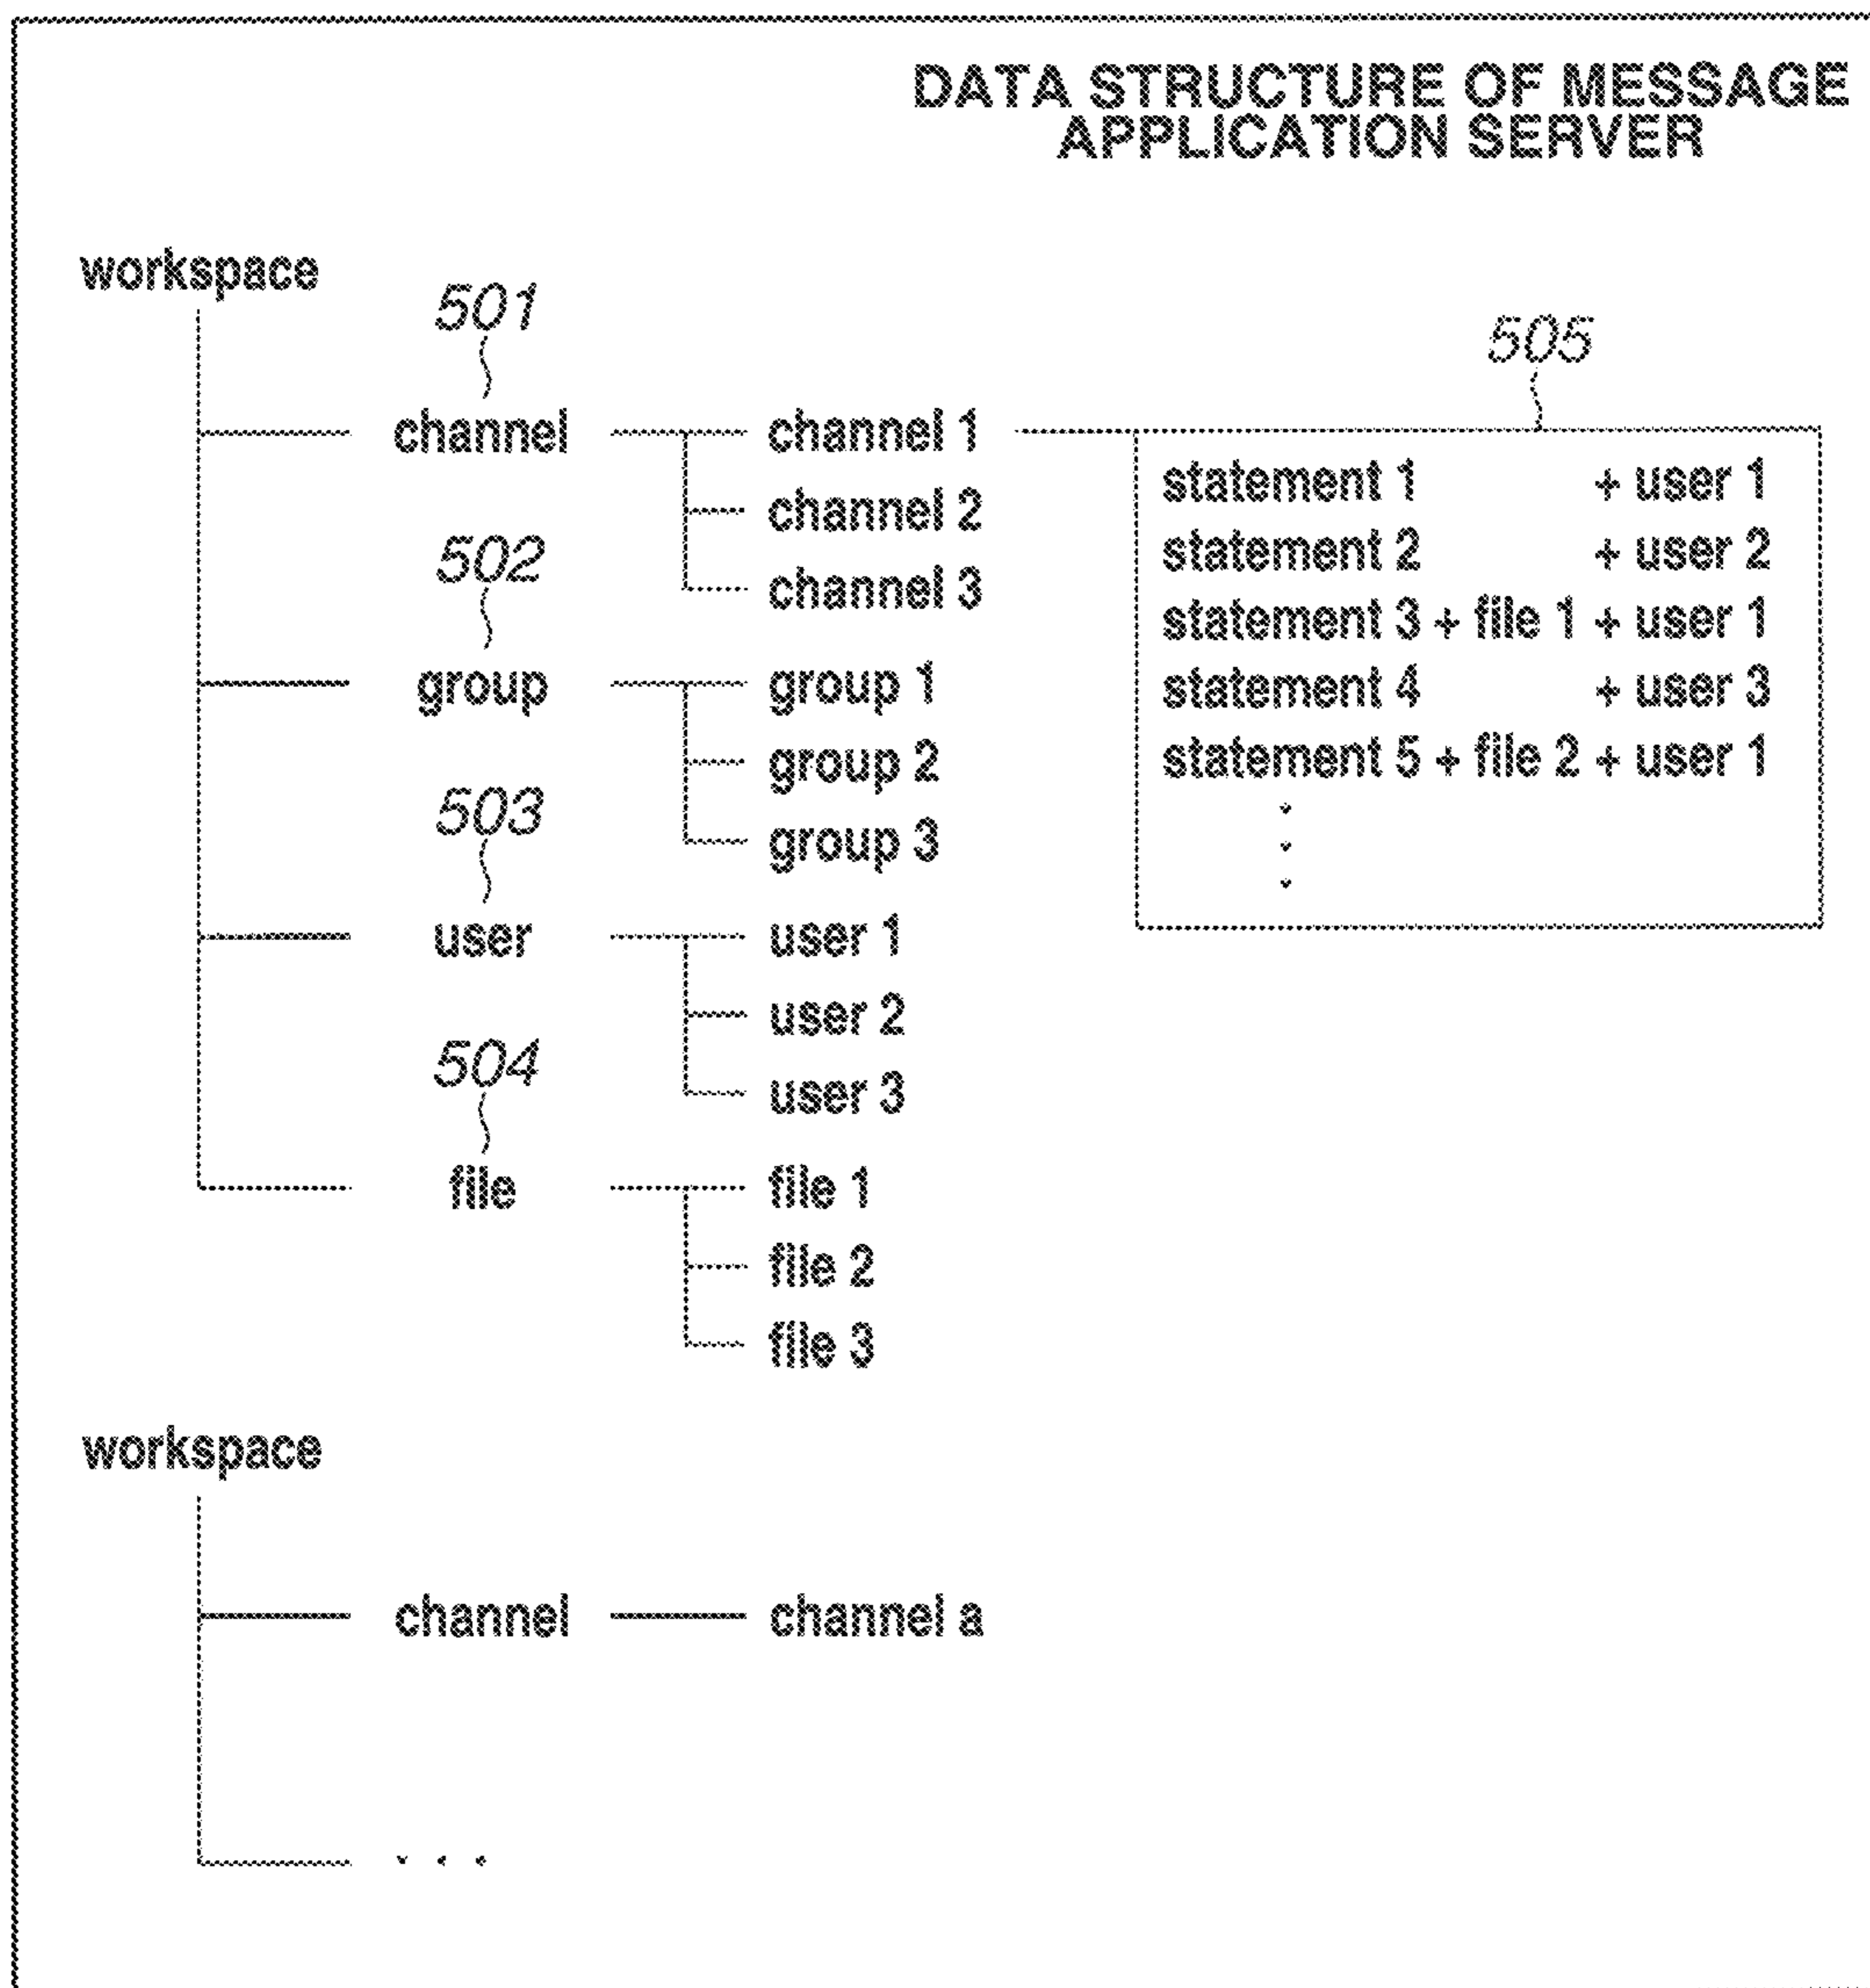 DATA STRUCTURE OF MESSAGE
APPLICATION SERVER
workspace
501
505
channel
channel 1
channel 2
channel 3
statement 1 + user 1
statement 2 + user 2
statement 3 + file 1 + user 1
statement 4 + user 3
statement 5 + file 2 + user 1
502
group
group 1
group 2
group 3
503
user
user 1
user 2
user 3
504
file
file 1
file 2
file 3
workspace
channel
channel a
. . .